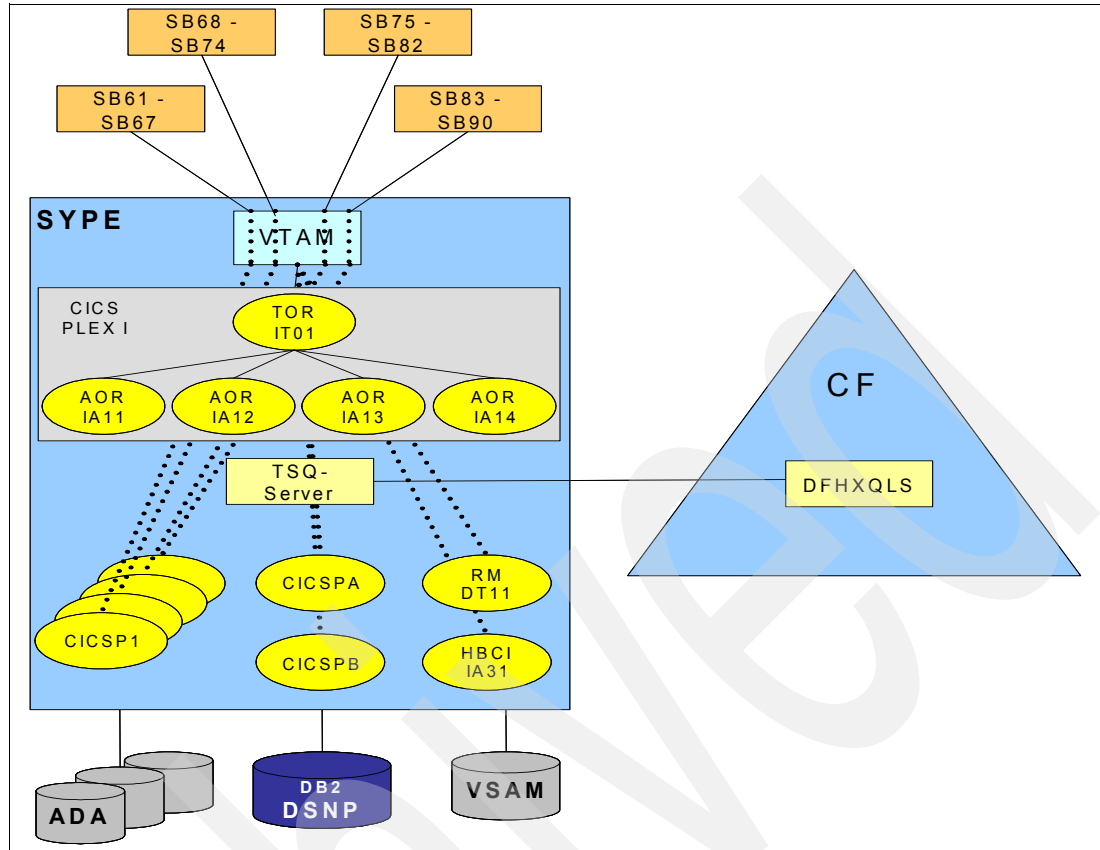 SB68 -
SB74
SB75 -
SB82
SB61 -
SB67
SB83 -
SB90
SYPE
VTAM
CICS
PLEX I
TOR
IT01
AOR
IA11
AOR
IA12
AOR
IA13
AOR
IA14
CF
TSQ-
Server
DFHXQLS
CICSPA
RM
DT11
CICSP1
CICSPB
HBCI
IA31
ADA
DB2
DSNP
VSAM